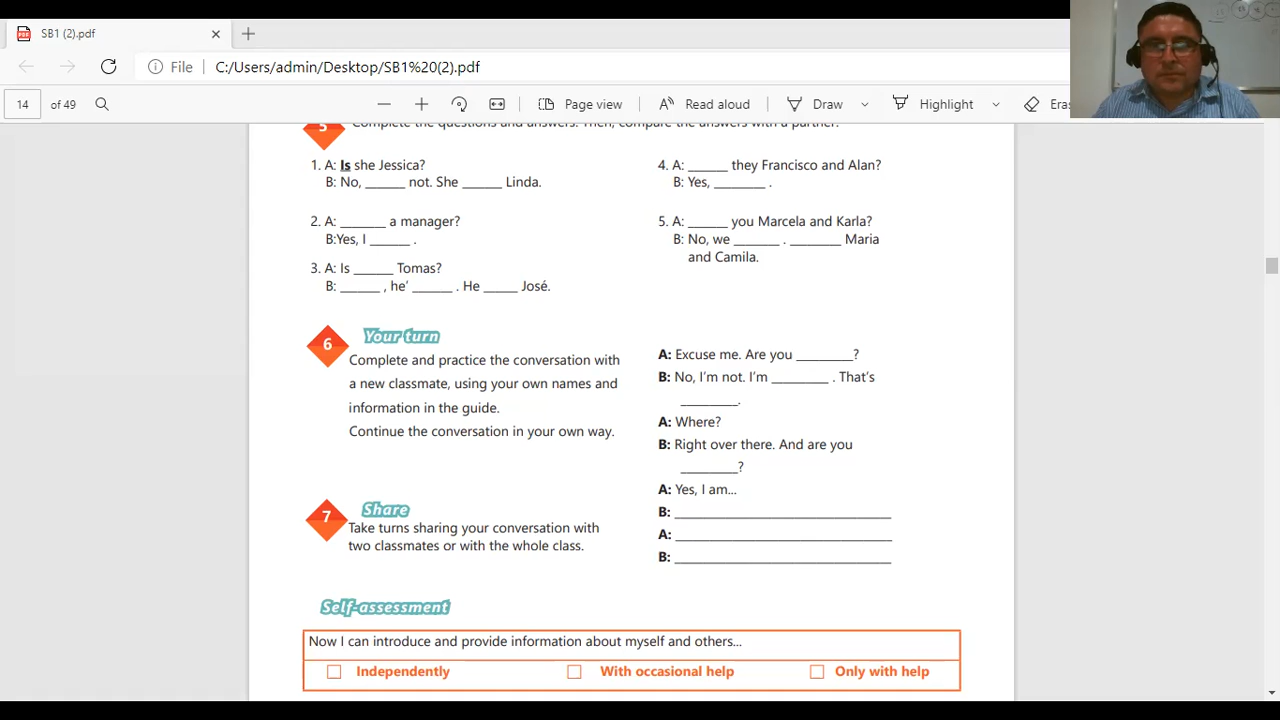 SB1 (2).pdf
File
C:/Users/admin/Desktop/SB1%20(2).pdf
14 of 49
Page view
Read aloud
Draw
Highlight
Eras
5 Complete the questions and answers. Then, compare the answers with a partner.
1. A: Is she Jessica?
B: No, ______ not. She ______ Linda.
2. A: _______ a manager?
B:Yes, I ______ .
3. A: Is ______ Tomas?
B: ______ , he' ______ . He _____ José.
4. A: ______ they Francisco and Alan?
B: Yes, ________ .
5. A: ______ you Marcela and Karla?
B: No, we _______ . ________ Maria
and Camila.
6 Your turn
Complete and practice the conversation with
a new classmate, using your own names and
information in the guide.
Continue the conversation in your own way.
A: Excuse me. Are you _________?
B: No, I'm not. I'm _________ . That's
_________.
A: Where?
B: Right over there. And are you
_________?
A: Yes, I am...
B: __________________________________
A: __________________________________
B: __________________________________
7 Share
Take turns sharing your conversation with
two classmates or with the whole class.
Self-assessment
Now I can introduce and provide information about myself and others...
Independently
With occasional help
Only with help